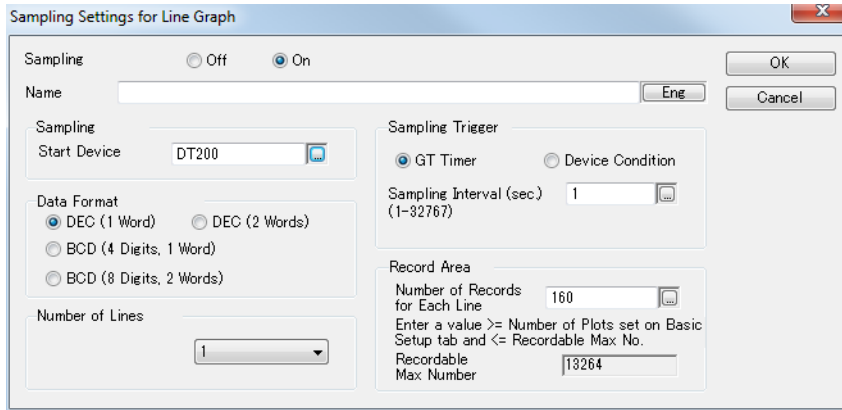 Sampling Settings for Line Graph
Sampling
Off
On
OK
Name
Eng
Cancel
Sampling
Start Device
DT200
...
Data Format
DEC (1 Word)
DEC (2 Words)
BCD (4 Digits, 1 Word)
BCD (8 Digits, 2 Words)
Number of Lines
1
Sampling Trigger
GT Timer
Device Condition
Sampling Interval (sec.)
(1-32767)
1
...
Record Area
Number of Records
for Each Line
160
...
Enter a value >= Number of Plots set on Basic
Setup tab and <= Recordable Max No.
Recordable
Max Number
13264